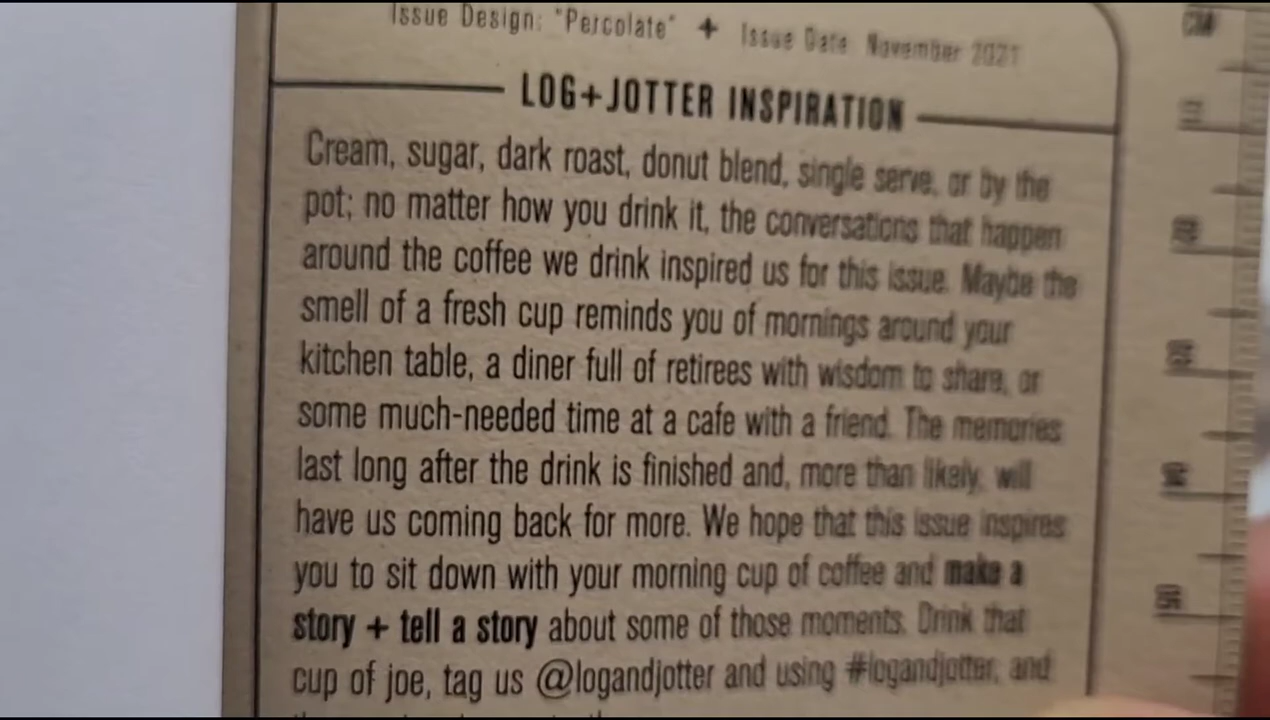 Issue Design: "Percolate" + Issue Date November 2021
LOG+JOTTER INSPIRATION
CM
Cream, sugar, dark roast, donut blend, single serve, or by the
pot; no matter how you drink it, the conversations that happen
around the coffee we drink inspired us for this issue. Maybe the
smell of a fresh cup reminds you of mornings around your
kitchen table, a diner full of retirees with wisdom to share, or
some much-needed time at a cafe with a friend. The memories
last long after the drink is finished and, more than likely, will
have us coming back for more. We hope that this issue inspires
you to sit down with your morning cup of coffee and make a
story + tell a story about some of those moments. Drink that
cup of joe, tag us @logandjotter and using #logandjotter, and